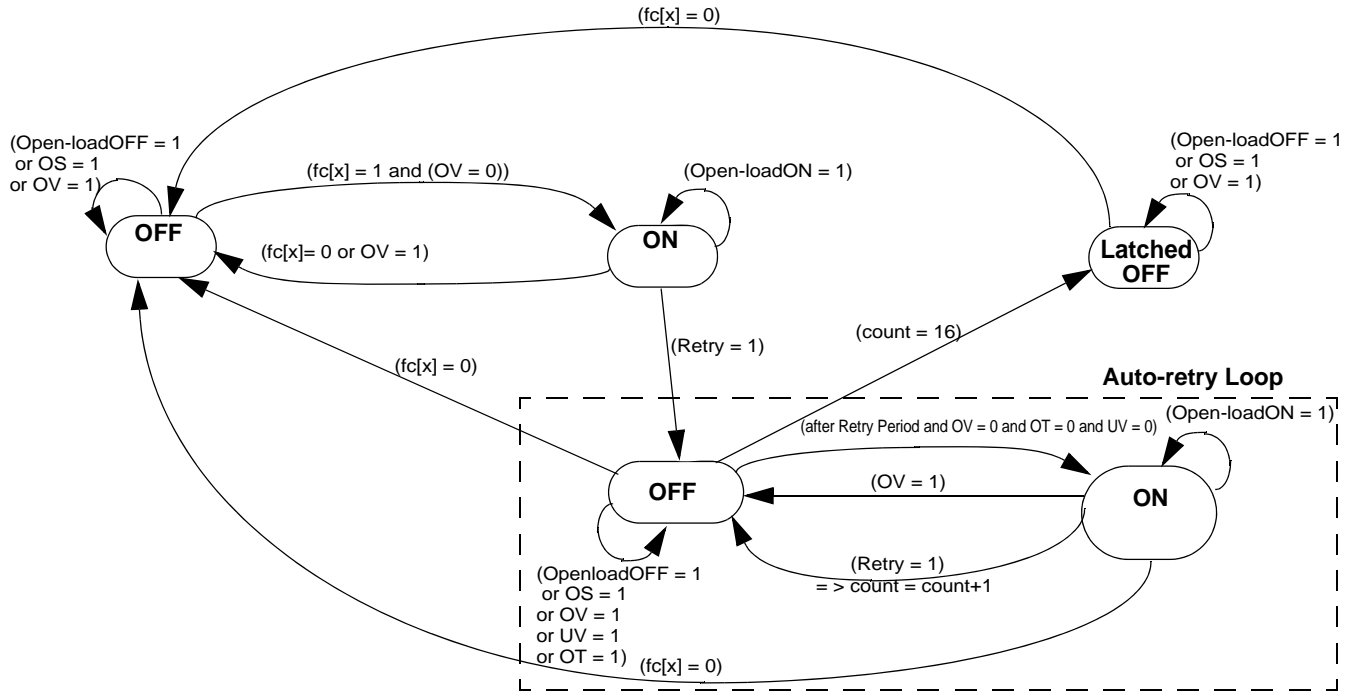 (fc[x] = 0)
(Open-loadOFF = 1
or OS = 1
or OV = 1)
(fc[x] = 1 and (OV = 0))
(Open-loadON = 1)
(Open-loadOFF = 1
or OS = 1
or OV = 1)
OFF
ON
Latched
OFF
(fc[x]= 0 or OV = 1)
(Retry = 1)
(count = 16)
(fc[x] = 0)
Auto-retry Loop
(Open-loadON = 1)
(after Retry Period and OV = 0 and OT = 0 and UV = 0)
OFF
(OV = 1)
ON
(Retry = 1)
= > count = count+1
(OpenloadOFF = 1
or OS = 1
or OV = 1
or UV = 1
or OT = 1)
(fc[x] = 0)